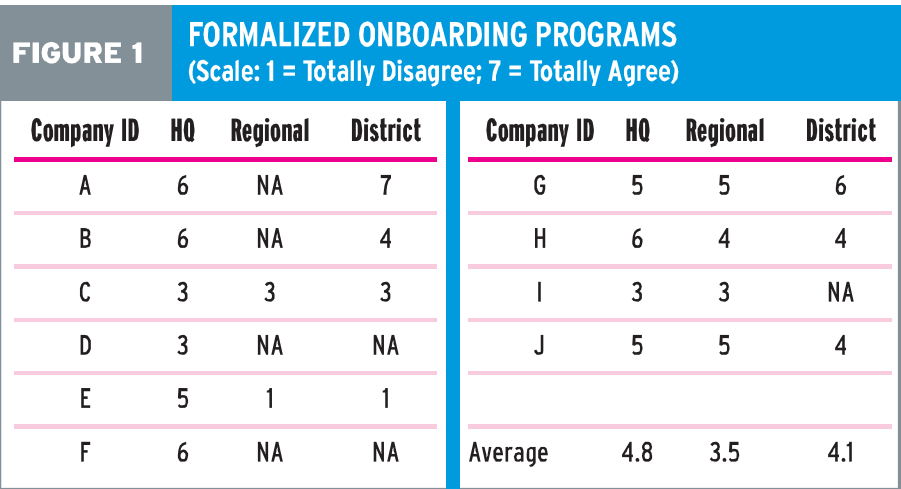 FIGURE 1
FORMALIZED ONBOARDING PROGRAMS
(Scale: 1 = Totally Disagree; 7 = Totally Agree)
Company ID HQ Regional District
A 6 NA 7
B 6 NA 4
C 3 3 3
D 3 NA NA
E 5 1 1
F 6 NA NA
Company ID HQ Regional District
G 5 5 6
H 6 4 4
I 3 3 NA
J 5 5 4
Average 4.8 3.5 4.1